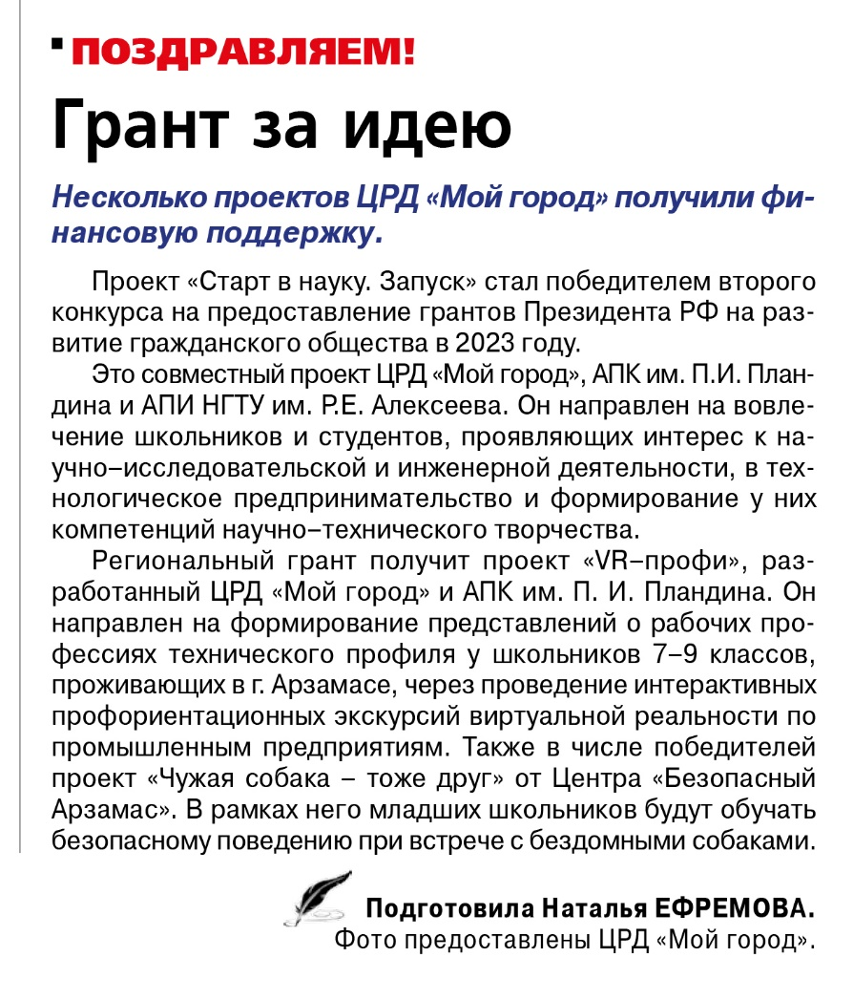 ПОЗДРАВЛЯЕМ!
Грант за идею
Несколько проектов ЦРД «Мой город» получили фи-
нансовую поддержку.
Проект «Старт в науку. Запуск» стал победителем второго
конкурса на предоставление грантов Президента РФ на раз-
витие гражданского общества в 2023 году.
Это совместный проект ЦРД «Мой город», АПК им. П.И. План-
дина и АПИ НГТУ им. Р.Е. Алексеева. Он направлен на вовле-
чение школьников и студентов, проявляющих интерес к на-
учно–исследовательской и инженерной деятельности, в тех-
нологическое предпринимательство и формирование у них
компетенций научно–технического творчества.
Региональный грант получит проект «VR–профи», раз-
работанный ЦРД «Мой город» и АПК им. П. И. Пландина. Он
направлен на формирование представлений о рабочих про-
фессиях технического профиля у школьников 7–9 классов,
проживающих в г. Арзамасе, через проведение интерактивных
профориентационных экскурсий виртуальной реальности по
промышленным предприятиям. Также в числе победителей
проект «Чужая собака – тоже друг» от Центра «Безопасный
Арзамас». В рамках него младших школьников будут обучать
безопасному поведению при встрече с бездомными собаками.
Подготовила Наталья ЕФРЕМОВА.
Фото предоставлены ЦРД «Мой город».